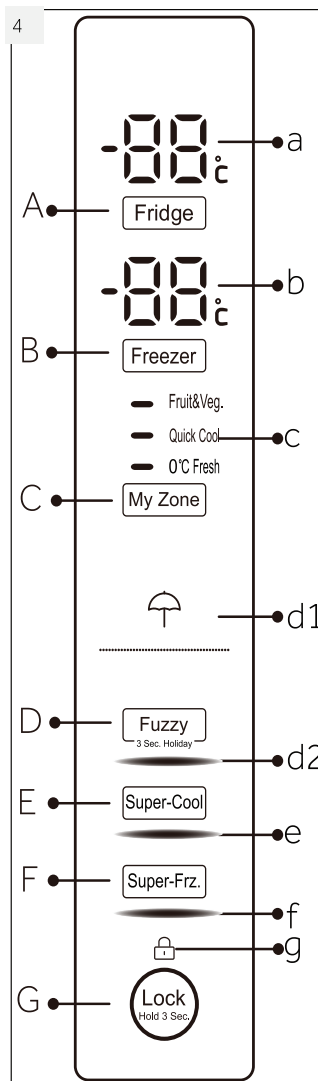 4
-88°C
a
A
Fridge
-88°C
b
B
Freezer
Fruit&Veg.
Quick Cool
c
0°C Fresh
C
My Zone
d1
D
Fuzzy
3 Sec. Holiday
d2
E
Super-Cool
e
F
Super-Frz.
f
g
G
Lock
Hold 3 Sec.